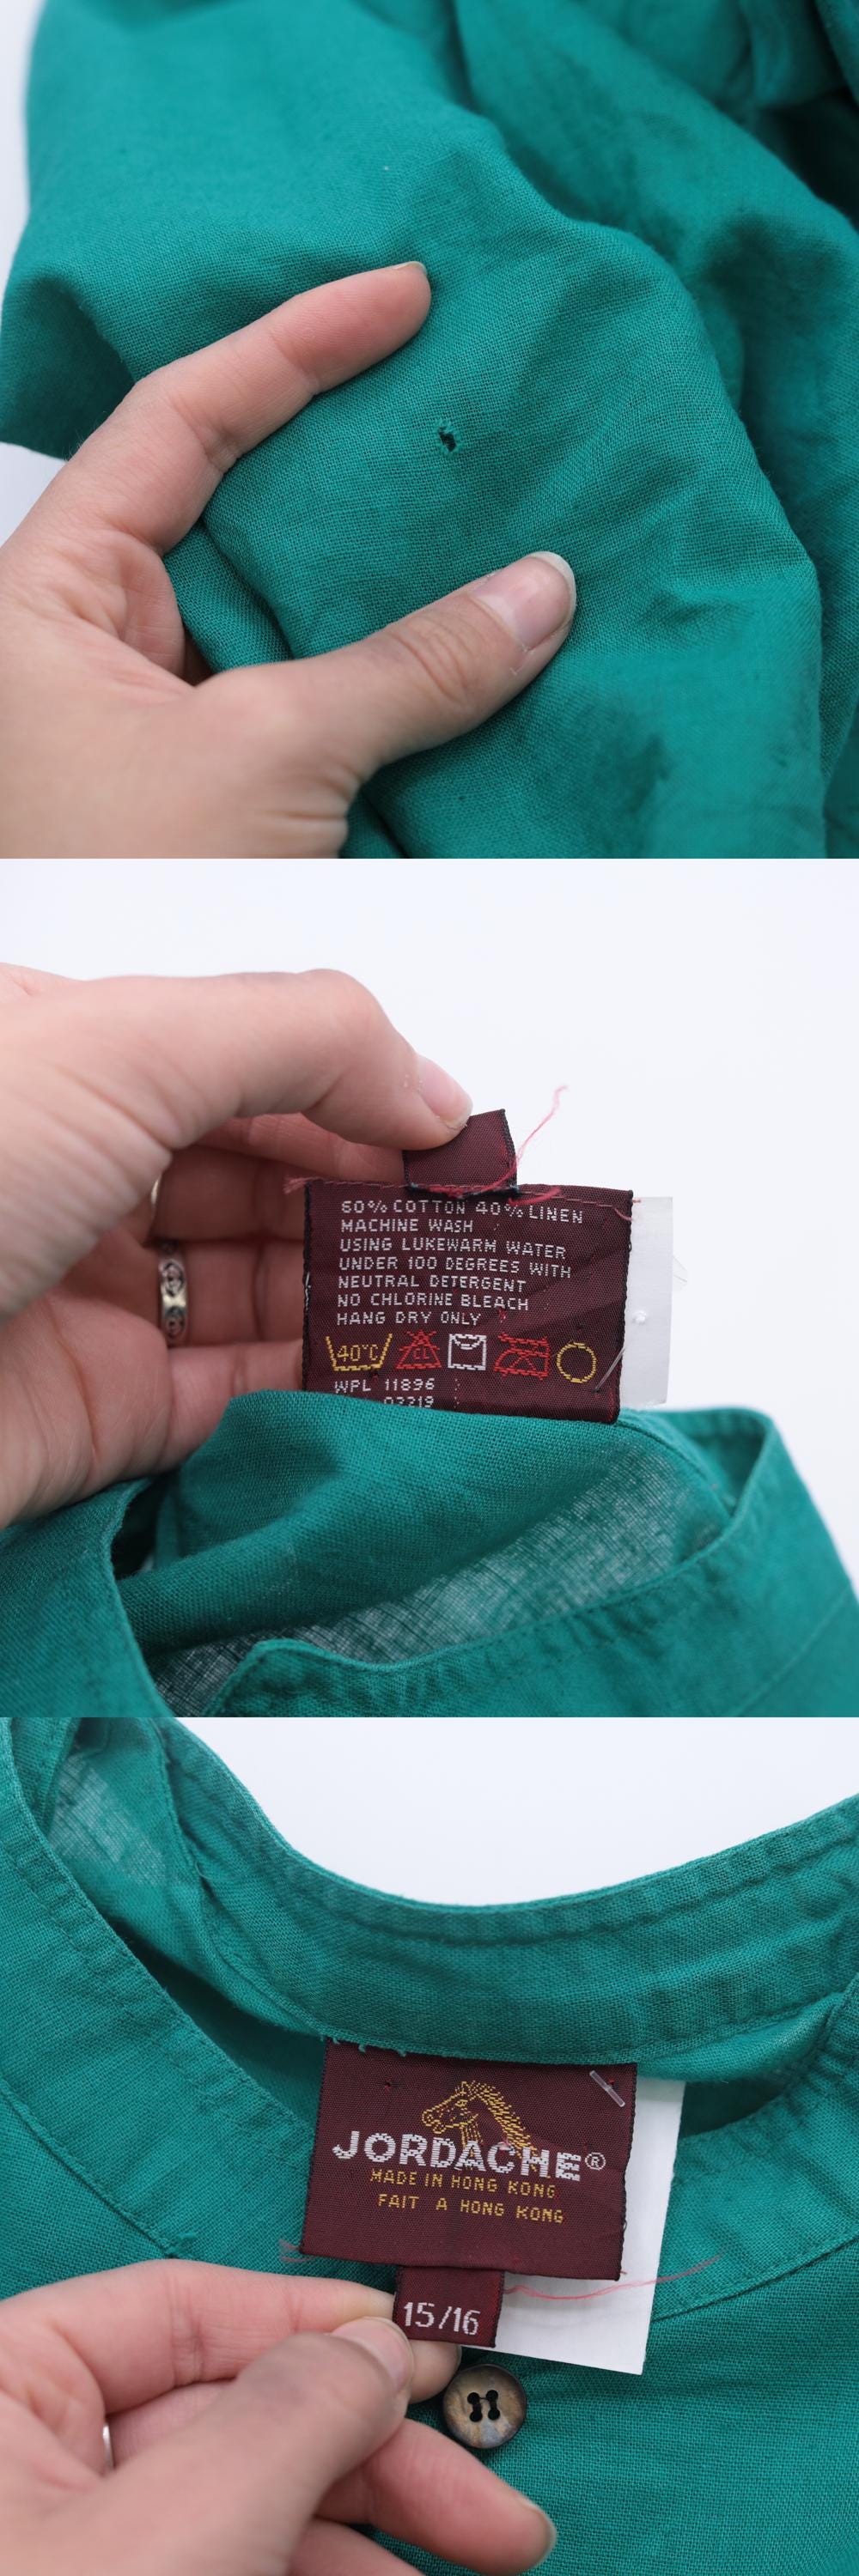 60% COTTON 40% LINEN
MACHINE WASH
USING LUKEWARM WATER
UNDER 100 DEGREES WITH
NEUTRAL DETERGENT
NO CHLORINE BLEACH
HANG DRY ONLY
40°C CL
WPL 11896
JORDACHE®
MADE IN HONG KONG
FAIT A HONG KONG
15/16